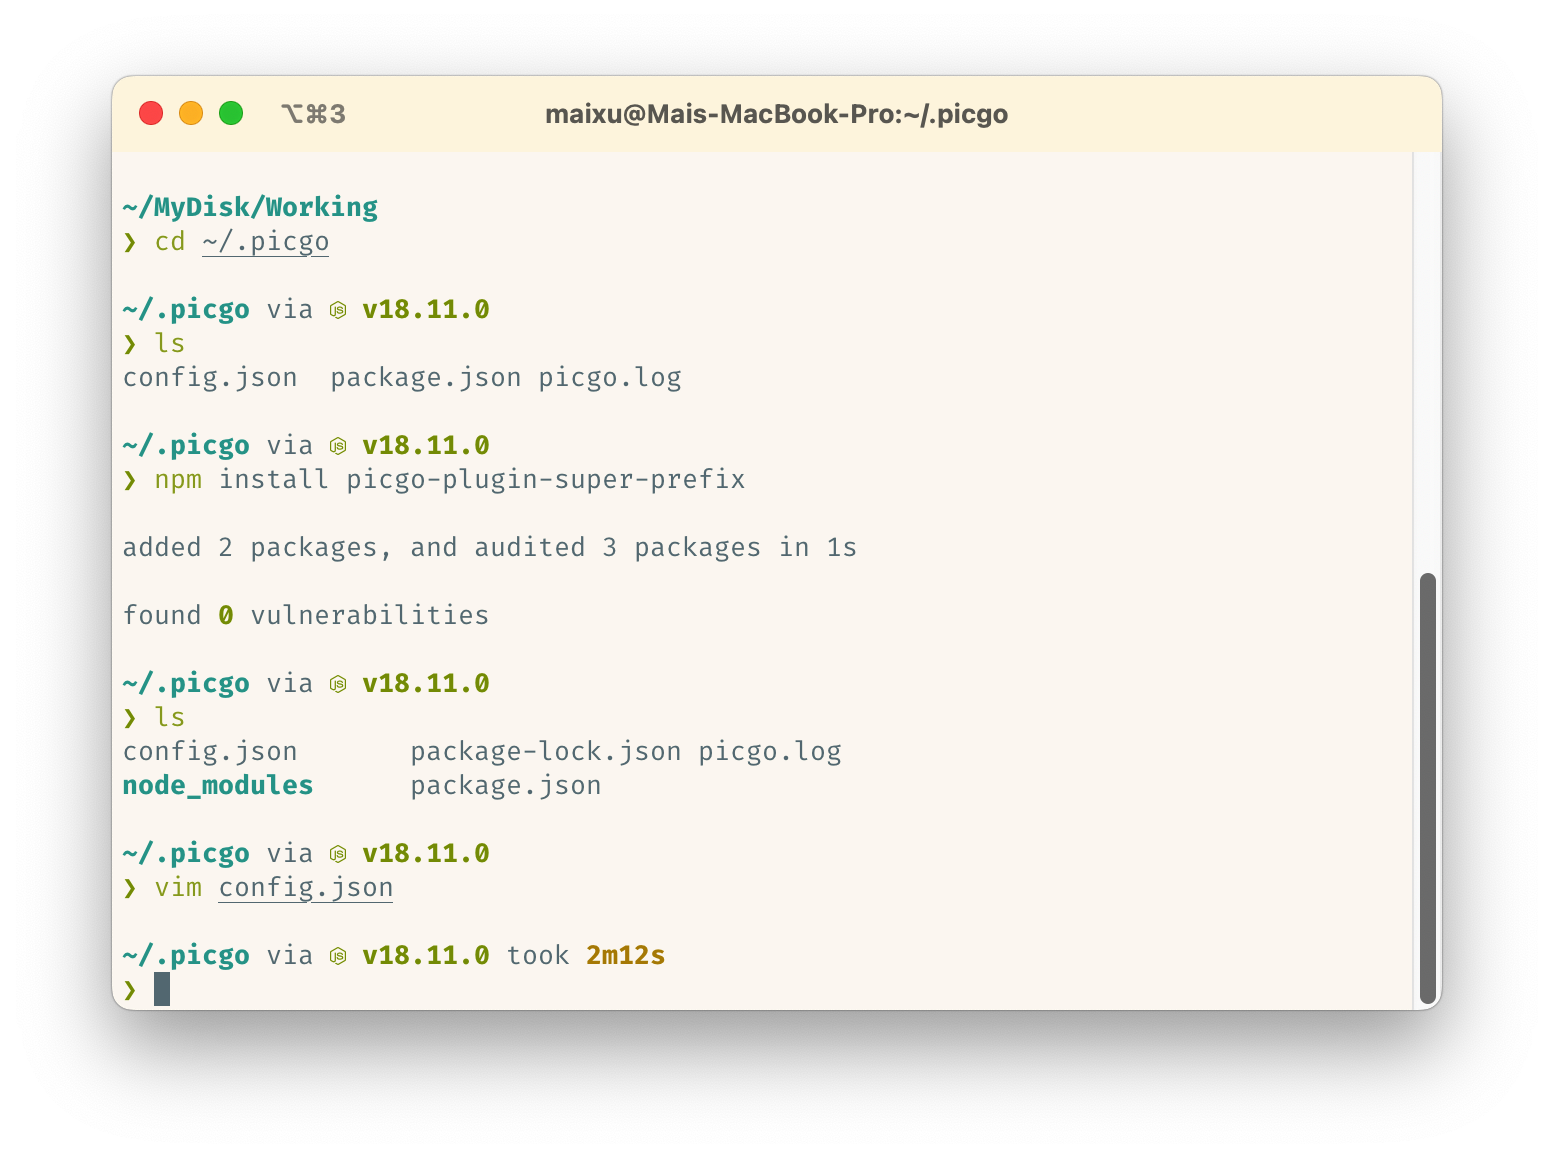 ⌥⌘3 maixu@Mais-MacBook-Pro:~/.picgo
~/MyDisk/Working
❯ cd ~/.picgo
~/.picgo via ⬢ v18.11.0
❯ ls
config.json  package.json picgo.log
~/.picgo via ⬢ v18.11.0
❯ npm install picgo-plugin-super-prefix
added 2 packages, and audited 3 packages in 1s
found 0 vulnerabilities
~/.picgo via ⬢ v18.11.0
❯ ls
config.json       package-lock.json picgo.log
node_modules      package.json
~/.picgo via ⬢ v18.11.0
❯ vim config.json
~/.picgo via ⬢ v18.11.0 took 2m12s
❯